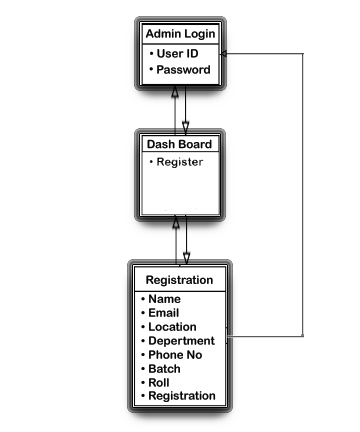 Admin Login
• User ID
• Password
Dash Board
• Register
Registration
• Name
• Email
• Location
• Depertment
• Phone No
• Batch
• Roll
• Registration